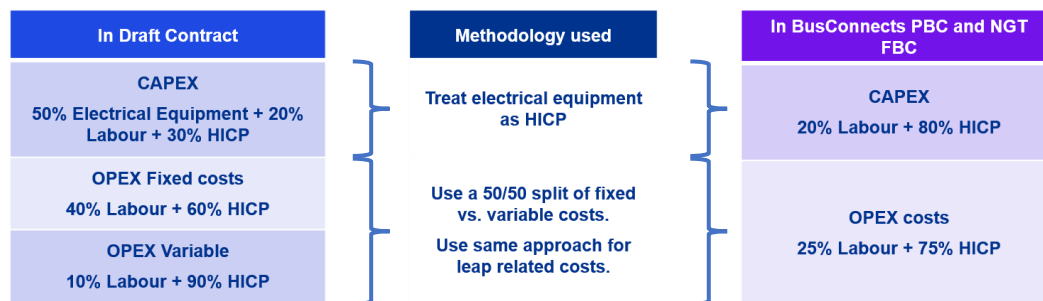 In Draft Contract
CAPEX
50% Electrical Equipment + 20%
Labour + 30% HICP
OPEX Fixed costs
40% Labour + 60% HICP
OPEX Variable
10% Labour + 90% HICP
Methodology used
Treat electrical equipment
as HICP
Use a 50/50 split of fixed
vs. variable costs.
Use same approach for
leap related costs.
In BusConnects PBC and NGT
FBC
CAPEX
20% Labour + 80% HICP
OPEX costs
25% Labour + 75% HICP